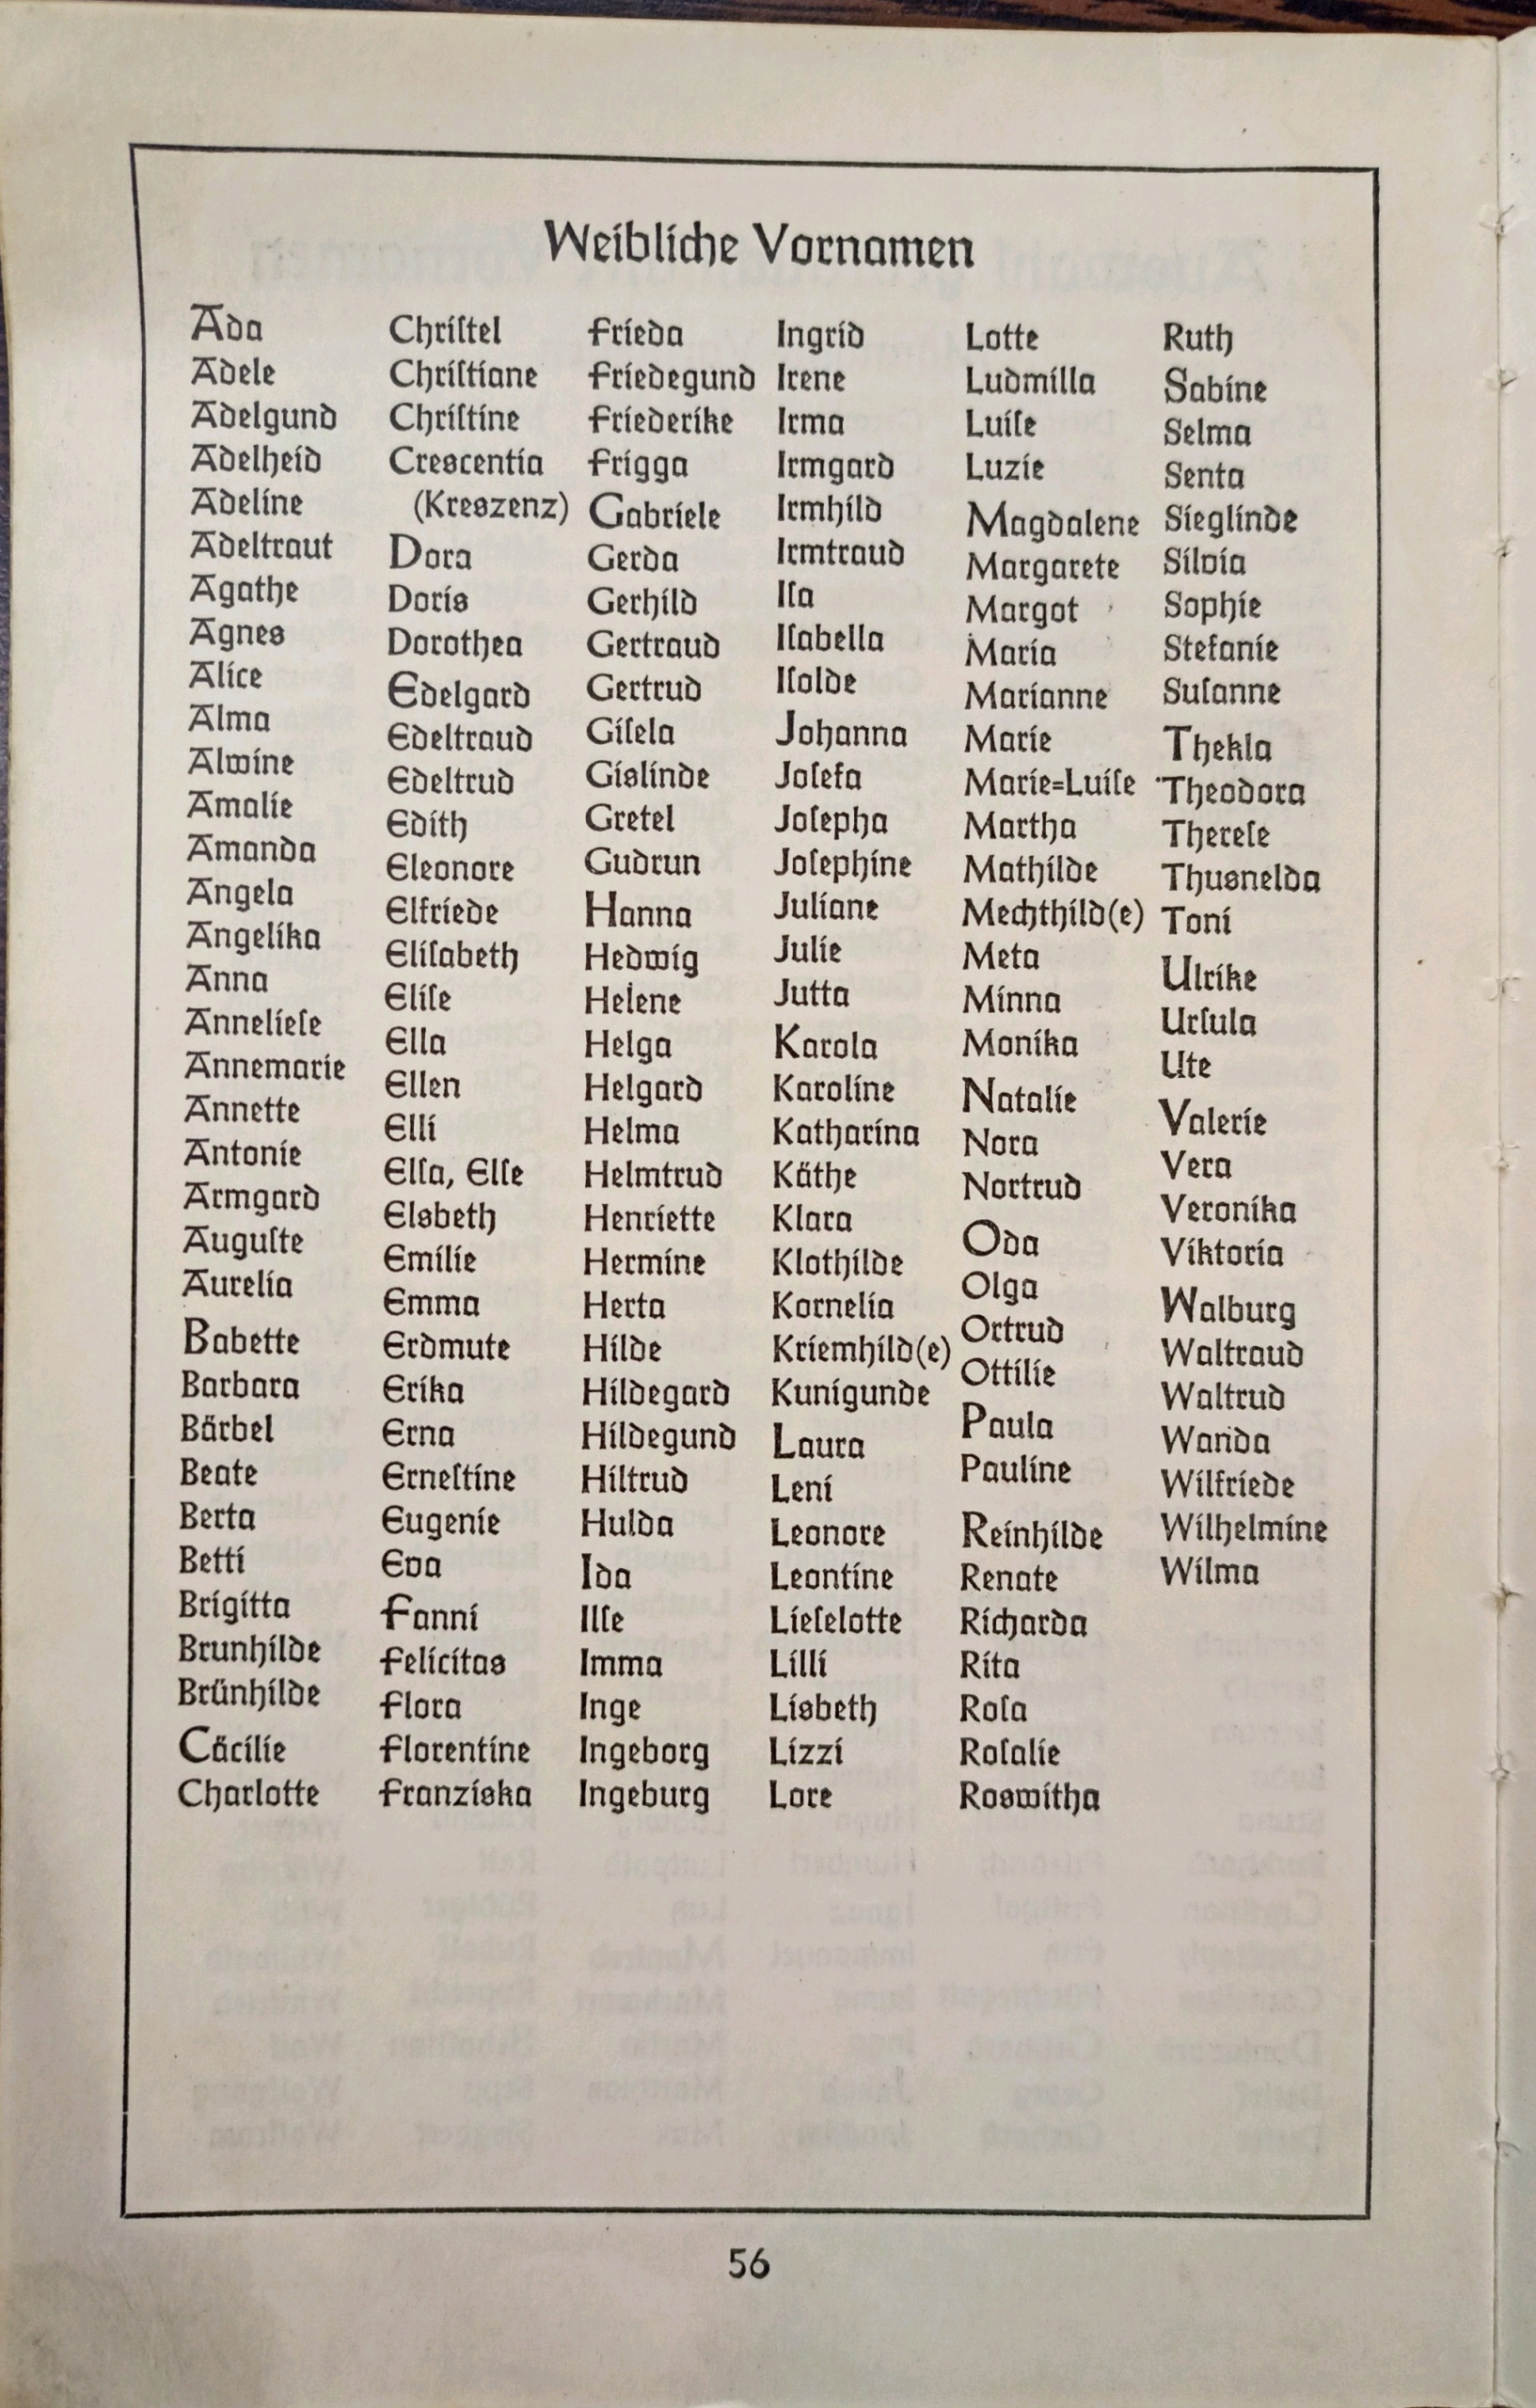 Weibliche Vornamen
Ada
Adele
Adelgund
Adelheid
Adeline
Adeltraut
Agathe
Agnes
Alice
Alma
Alwine
Amalie
Amanda
Angela
Angelika
Anna
Annelieſe
Annemarie
Annette
Antonie
Armgard
Auguſte
Aurelia
Babette
Barbara
Bärbel
Beate
Berta
Betti
Brigitta
Brunhilde
Brünhilde
Cäcilie
Charlotte
Chriſtel
Chriſtiane
Chriſtine
Crescentia
(Kreszenz)
Dora
Doris
Dorothea
Edelgard
Edeltraud
Edeltrud
Edith
Eleonore
Elfriede
Eliſabeth
Eliſe
Ella
Ellen
Elli
Elſa, Elſe
Elsbeth
Emilie
Emma
Erdmute
Erika
Erna
Erneſtine
Eugenie
Eva
Fanni
Felicitas
Flora
Florentine
Franziska
Frieda
Friedegund
Friederike
Frigga
Gabriele
Gerda
Gerhild
Gertraud
Gertrud
Giſela
Gislinde
Gretel
Gudrun
Hanna
Hedwig
Helene
Helga
Helgard
Helma
Helmtrud
Henriette
Hermine
Herta
Hilde
Hildegard
Hildegund
Hiltrud
Hulda
Ida
Ilſe
Imma
Inge
Ingeborg
Ingeburg
Ingrid
Irene
Irma
Irmgard
Irmhild
Irmtraud
Iſa
Iſabella
Iſolde
Johanna
Joſefa
Joſepha
Joſephine
Juliane
Julie
Jutta
Karola
Karoline
Katharina
Käthe
Klara
Klothilde
Kornelia
Kriemhild(e)
Kunigunde
Laura
Leni
Leonore
Leontine
Lieſelotte
Lilli
Lisbeth
Lizzi
Lore
Lotte
Ludmilla
Luiſe
Luzie
Magdalene
Margarete
Margot
Maria
Marianne
Marie
Marie=Luiſe
Martha
Mathilde
Mechthild(e)
Meta
Minna
Monika
Natalie
Nora
Nortrud
Oda
Olga
Ortrud
Ottilie
Paula
Pauline
Reinhilde
Renate
Richarda
Rita
Roſa
Roſalie
Roswitha
Ruth
Sabine
Selma
Senta
Sieglinde
Silvia
Sophie
Stefanie
Suſanne
Thekla
Theodora
Thereſe
Thusnelda
Toni
Ulrike
Urſula
Ute
Valerie
Vera
Veronika
Viktoria
Walburg
Waltraud
Waltrud
Wanda
Wilfriede
Wilhelmine
Wilma
56